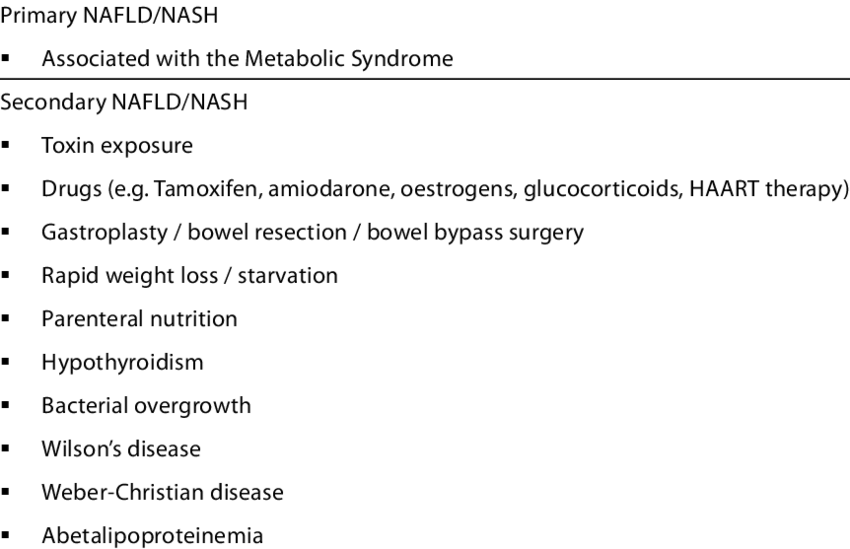 Primary NAFLD/NASH
▪ Associated with the Metabolic Syndrome
Secondary NAFLD/NASH
▪ Toxin exposure
▪ Drugs (e.g. Tamoxifen, amiodarone, oestrogens, glucocorticoids, HAART therapy)
▪ Gastroplasty / bowel resection / bowel bypass surgery
▪ Rapid weight loss / starvation
▪ Parenteral nutrition
▪ Hypothyroidism
▪ Bacterial overgrowth
▪ Wilson’s disease
▪ Weber-Christian disease
▪ Abetalipoproteinemia